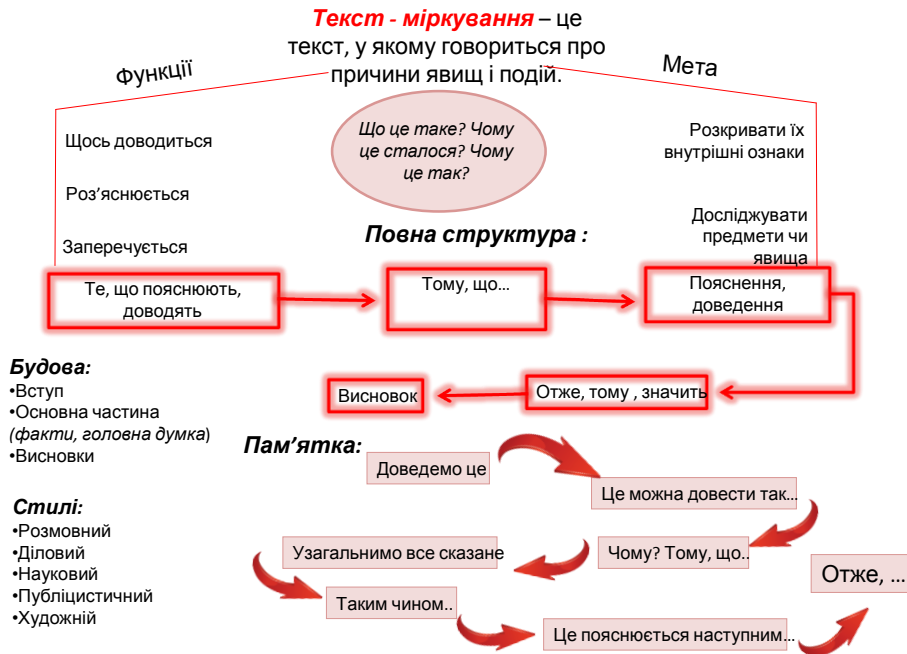 Текст - міркування – це
текст, у якому говориться про
причини явищ і подій.
Функції
Мета
Щось доводиться
Роз’яснюється
Заперечується
Що це таке? Чому
це сталося? Чому
це так?
Розкривати їх
внутрішні ознаки
Досліджувати
предмети чи
явища
Повна структура :
Те, що пояснюють,
доводять
Тому, що…
Пояснення,
доведення
Отже, тому , значить
Висновок
Будова:
•Вступ
•Основна частина
(факти, головна думка)
•Висновки
Стилі:
•Розмовний
•Діловий
•Науковий
•Публіцистичний
•Художній
Пам’ятка:
Доведемо це
Це можна довести так…
Чому? Тому, що..
Узагальнимо все сказане
Таким чином..
Це пояснюється наступним…
Отже, …